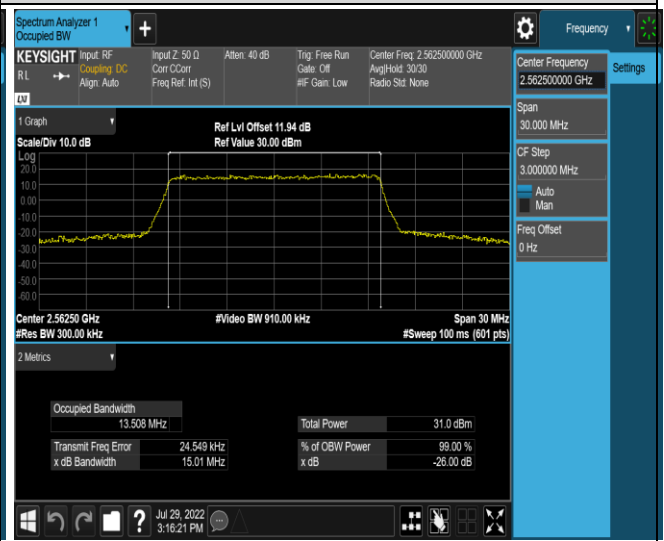 Spectrum Analyzer 1
Occupied BW
+
Frequency
KEYSIGHT
Input: RF
Coupling: DC
Align: Auto
Input Z: 50 Ω
Corr CCorr
Freq Ref: Int (S)
Atten: 40 dB
Trig: Free Run
Gate: Off
#IF Gain: Low
Center Freq: 2.562500000 GHz
Avg|Hold: 30/30
Radio Std: None
RL
LXI
Center Frequency
2.562500000 GHz
Settings
Span
30.000 MHz
CF Step
3.000000 MHz
Auto
Man
Freq Offset
0 Hz
1 Graph
Scale/Div 10.0 dB
Ref Lvl Offset 11.94 dB
Ref Value 30.00 dBm
Log
20.0
10.0
0.00
-10.0
-20.0
-30.0
-40.0
-50.0
-60.0
Center 2.56250 GHz
#Video BW 910.00 kHz
Span 30 MHz
#Res BW 300.00 kHz
#Sweep 100 ms (601 pts)
2 Metrics
Occupied Bandwidth
13.508 MHz
Total Power 31.0 dBm
Transmit Freq Error 24.549 kHz
% of OBW Power 99.00 %
x dB Bandwidth 15.01 MHz
x dB -26.00 dB
?
Jul 29, 2022
3:16:21 PM